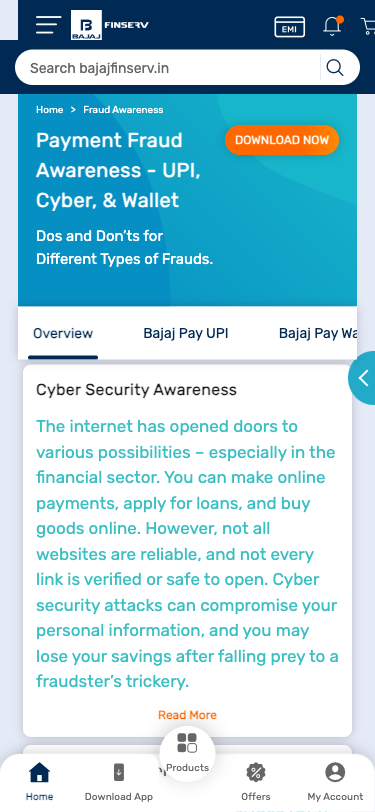 BAJAJ
FINSERV
EMI
Search bajajfinserv.in
Home > Fraud Awareness
Payment Fraud
Awareness - UPI,
Cyber, & Wallet
DOWNLOAD NOW
Dos and Don'ts for
Different Types of Frauds.
Overview Bajaj Pay UPI Bajaj Pay Wa
Cyber Security Awareness
The internet has opened doors to
various possibilities – especially in the
financial sector. You can make online
payments, apply for loans, and buy
goods online. However, not all
websites are reliable, and not every
link is verified or safe to open. Cyber
security attacks can compromise your
personal information, and you may
lose your savings after falling prey to a
fraudster's trickery.
Read More
Home Download App Products Offers My Account